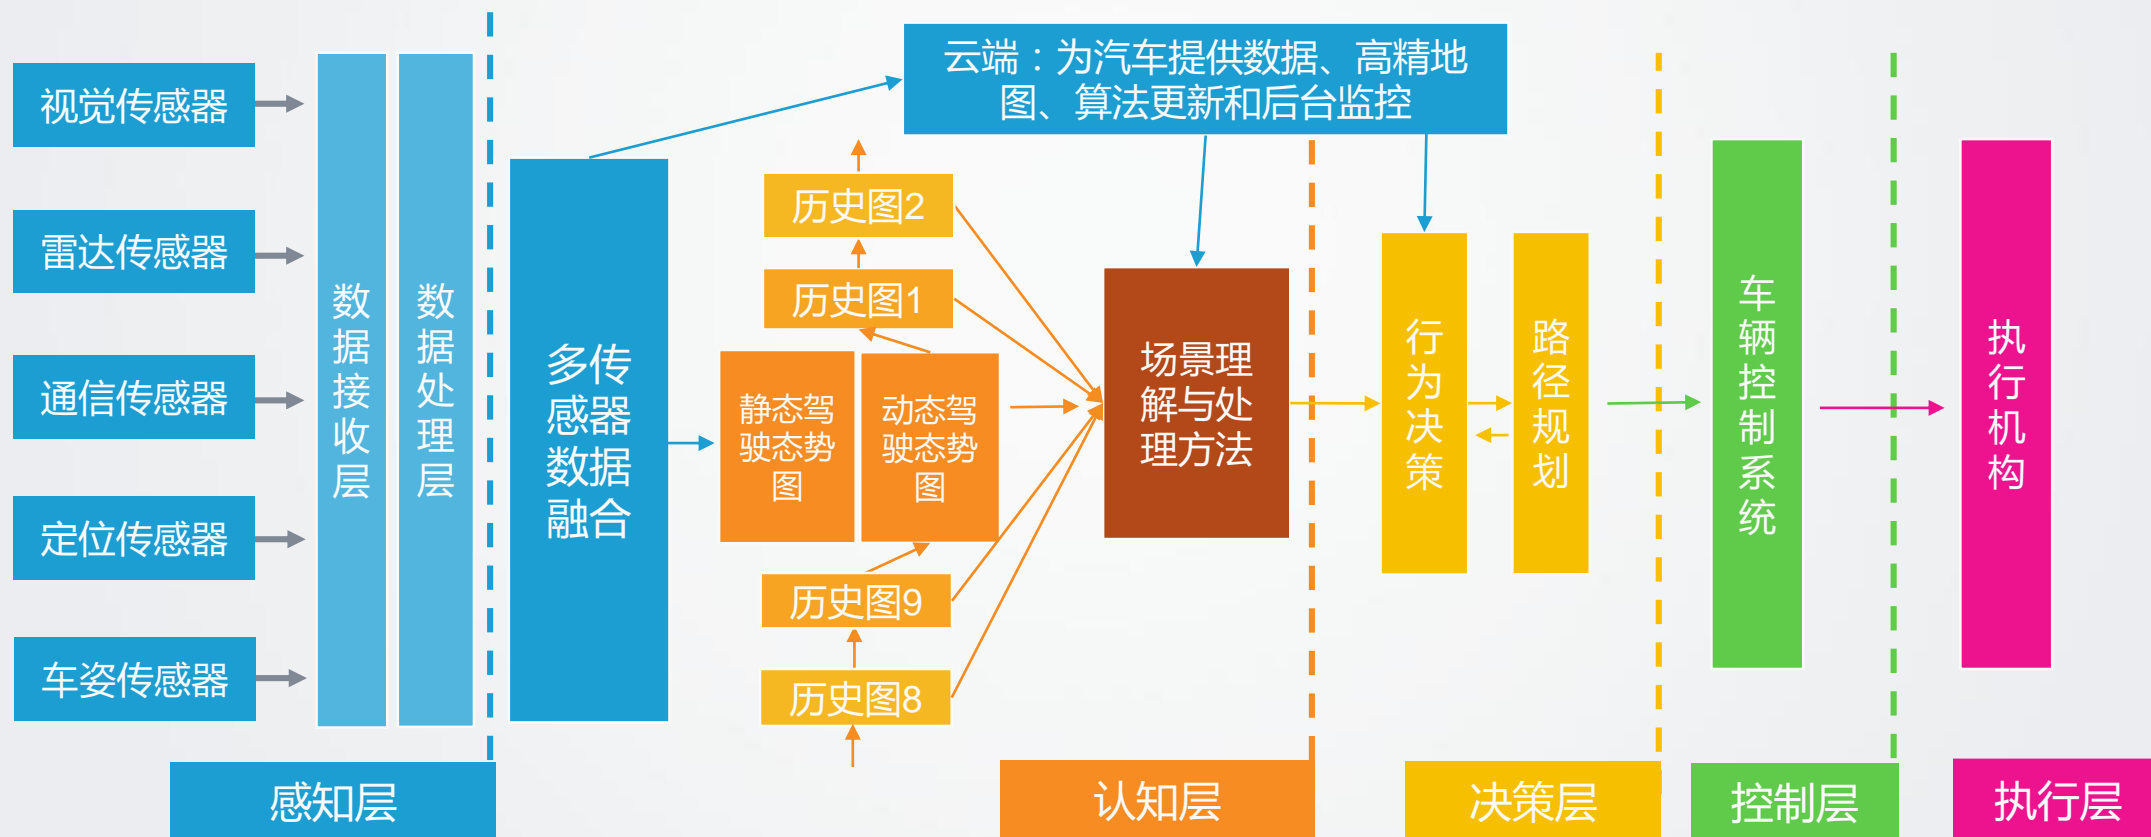 视觉传感器
雷达传感器
通信传感器
定位传感器
车姿传感器
数据接收层
数据处理层
感知层
多传
感器
数据
融合
云端：为汽车提供数据、高精地
图、算法更新和后台监控
历史图2
历史图1
静态驾
驶态势
图
动态驾
驶态势
图
历史图9
历史图8
场景理
解与处
理方法
认知层
行为决策
路径规划
决策层
车辆控制系统
控制层
执行机构
执行层